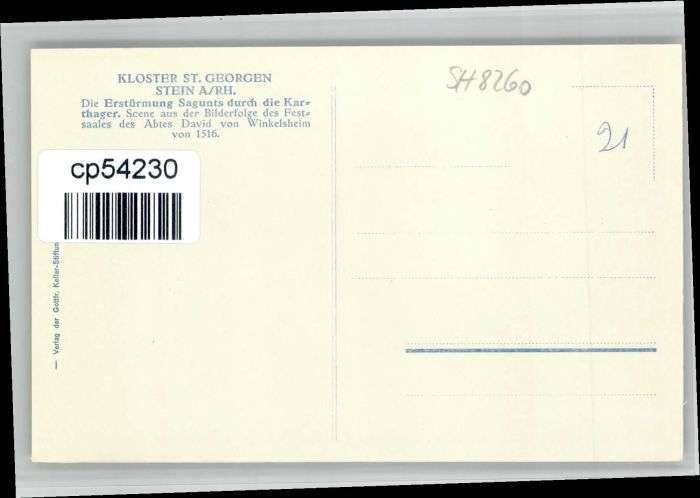 KLOSTER ST. GEORGEN
STEIN A/RH.
Die Erstürmung Sagunts durch die Kar-
thager. Scene aus der Bilderfolge des Fest-
saales des Abtes David von Winkelsheim
von 1516.
SH8260
21
cp54230
— Verlag der Gottfr. Keller-Stiftun